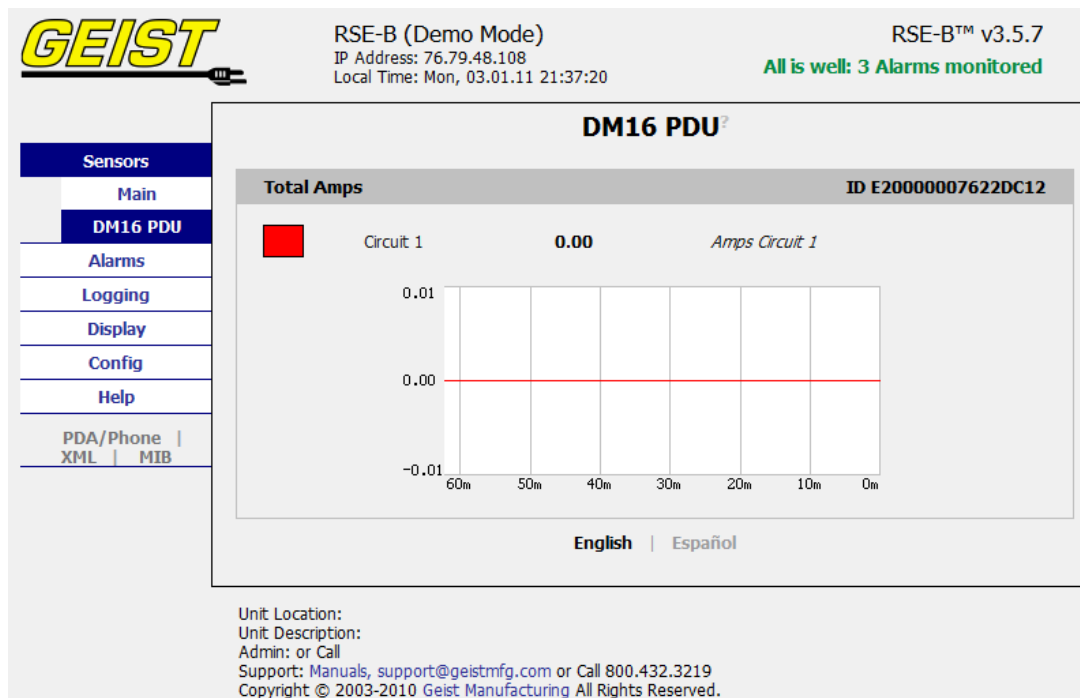 GEIST
RSE-B (Demo Mode)
IP Address: 76.79.48.108
Local Time: Mon, 03.01.11 21:37:20
RSE-B™ v3.5.7
All is well: 3 Alarms monitored
Sensors
Main
DM16 PDU
Alarms
Logging
Display
Config
Help
PDA/Phone |
XML | MIB
DM16 PDU?
Total Amps ID E20000007622DC12
Circuit 1 0.00 Amps Circuit 1
0.01
0.00
-0.01
60m 50m 40m 30m 20m 10m 0m
English | Español
Unit Location:
Unit Description:
Admin: or Call
Support: Manuals, support@geistmfg.com or Call 800.432.3219
Copyright © 2003-2010 Geist Manufacturing All Rights Reserved.